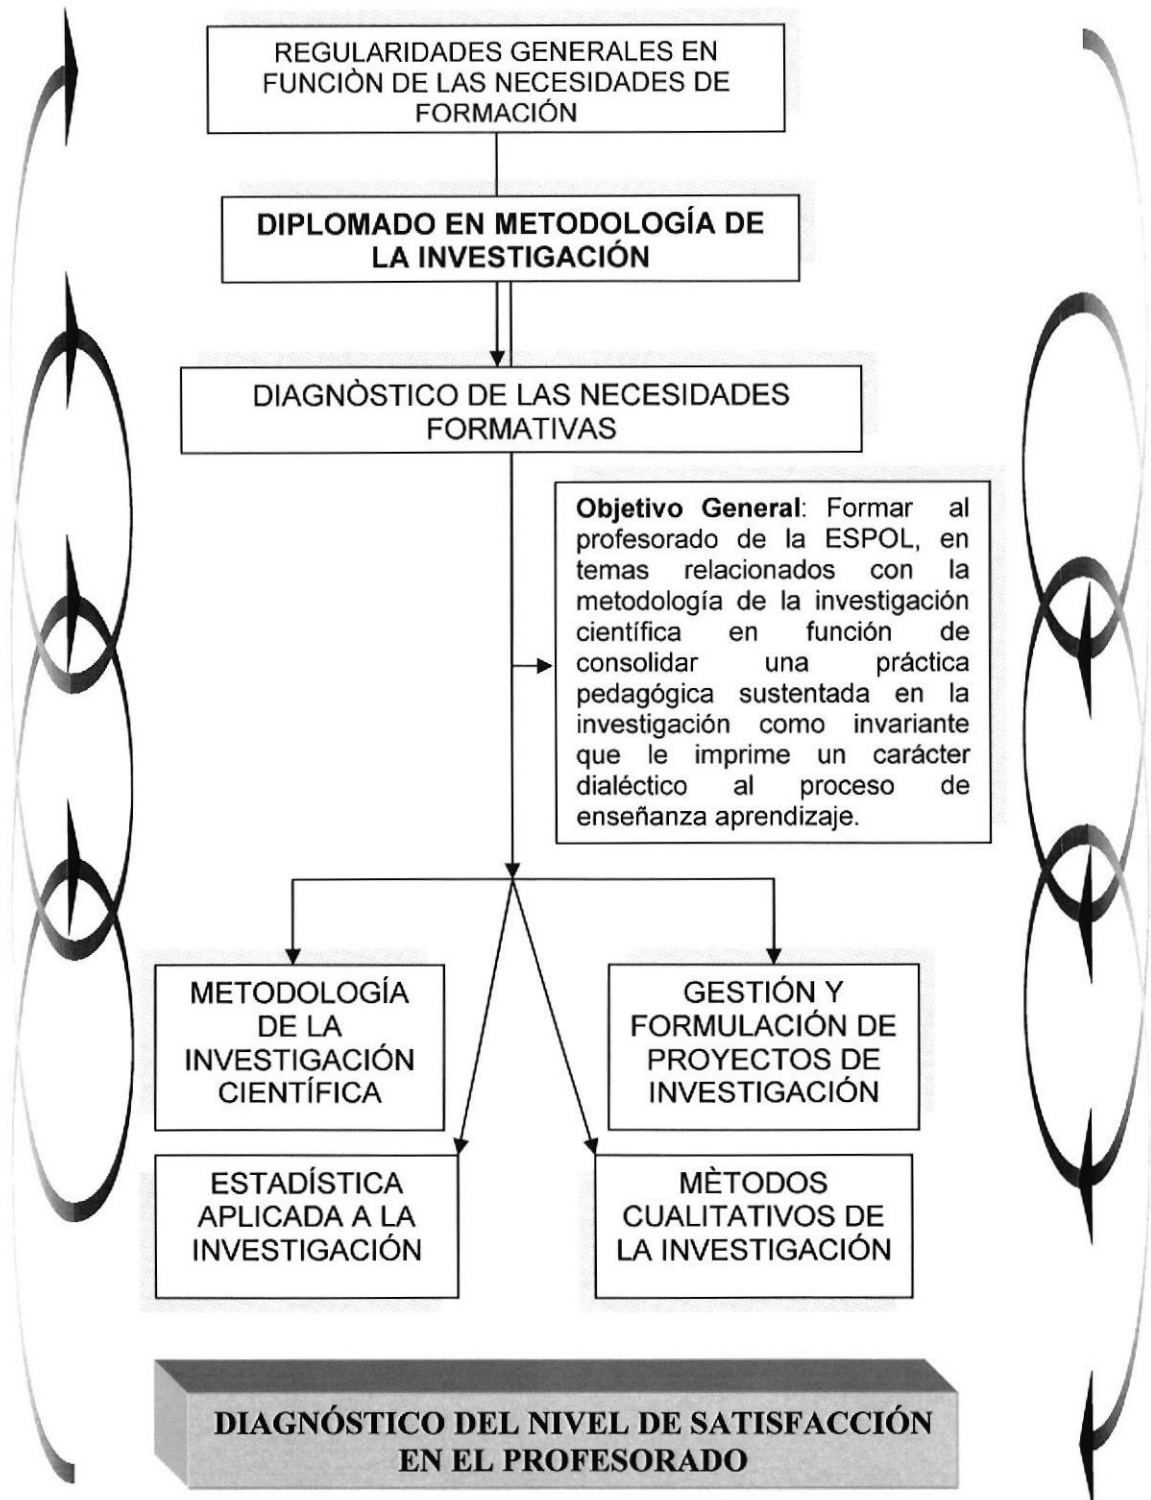 REGULARIDADES GENERALES EN
FUNCIÒN DE LAS NECESIDADES DE
FORMACIÓN
DIPLOMADO EN METODOLOGÍA DE
LA INVESTIGACIÓN
DIAGNÒSTICO DE LAS NECESIDADES
FORMATIVAS
Objetivo General: Formar al
profesorado de la ESPOL, en
temas relacionados con la
metodología de la investigación
científica en función de
consolidar una práctica
pedagógica sustentada en la
investigación como invariante
que le imprime un carácter
dialéctico al proceso de
enseñanza aprendizaje.
METODOLOGÍA
DE LA
INVESTIGACIÓN
CIENTÍFICA
GESTIÓN Y
FORMULACIÓN DE
PROYECTOS DE
INVESTIGACIÓN
ESTADÍSTICA
APLICADA A LA
INVESTIGACIÓN
MÈTODOS
CUALITATIVOS DE
LA INVESTIGACIÓN
DIAGNÓSTICO DEL NIVEL DE SATISFACCIÓN
EN EL PROFESORADO